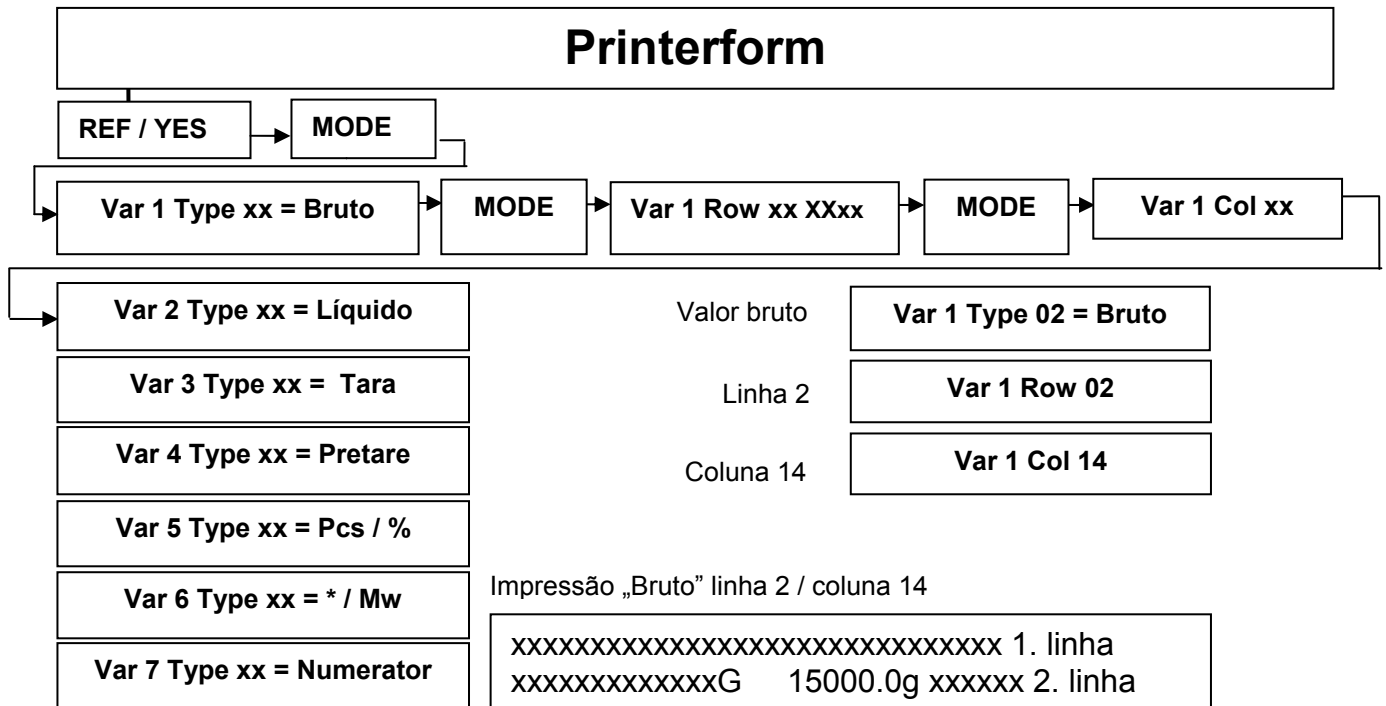 Printerform
REF / YES MODE
Var 1 Type xx = Bruto MODE Var 1 Row xx XXxx MODE Var 1 Col xx
Var 2 Type xx = Líquido Valor bruto Var 1 Type 02 = Bruto
Var 3 Type xx = Tara Linha 2 Var 1 Row 02
Var 4 Type xx = Pretare Coluna 14 Var 1 Col 14
Var 5 Type xx = Pcs / %
Var 6 Type xx = * / Mw Impressão „Bruto” linha 2 / coluna 14
xxxxxxxxxxxxxxxxxxxxxxxxxxxxxxx 1. linha
Var 7 Type xx = Numerator xxxxxxxxxxxxxG 15000.0g xxxxxx 2. linha